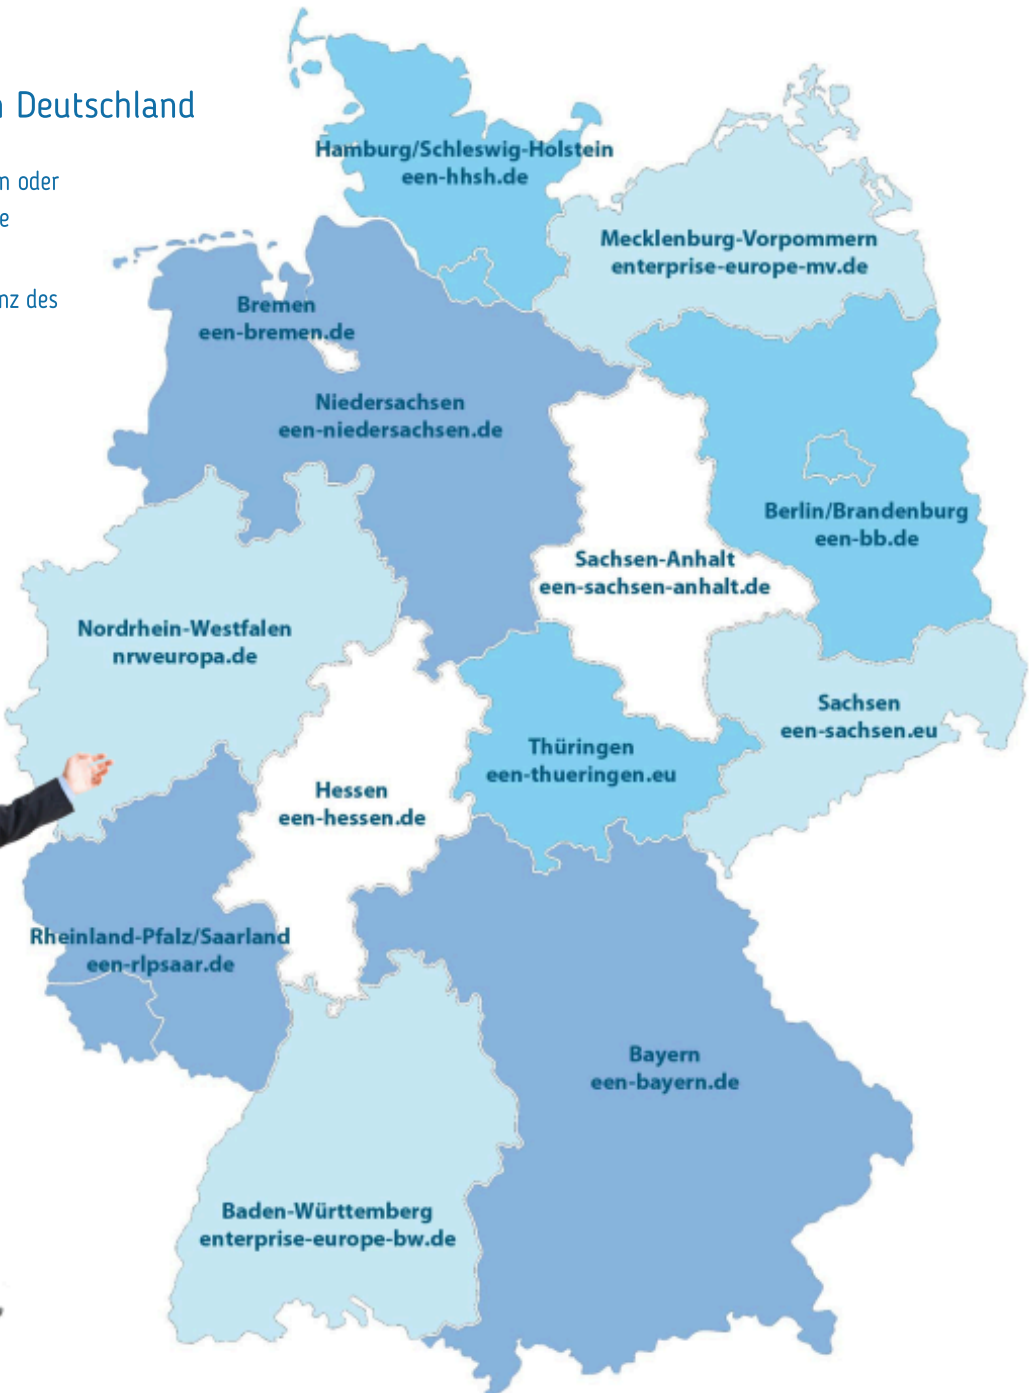 n Deutschland
n oder
e
nz des
Hamburg/Schleswig-Holstein
een-hhsh.de
Mecklenburg-Vorpommern
enterprise-europe-mv.de
Bremen
een-bremen.de
Niedersachsen
een-niedersachsen.de
Berlin/Brandenburg
een-bb.de
Sachsen-Anhalt
een-sachsen-anhalt.de
Nordrhein-Westfalen
nrweuropa.de
Sachsen
een-sachsen.eu
Thüringen
een-thueringen.eu
Hessen
een-hessen.de
Rheinland-Pfalz/Saarland
een-rlpsaar.de
Bayern
een-bayern.de
Baden-Württemberg
enterprise-europe-bw.de